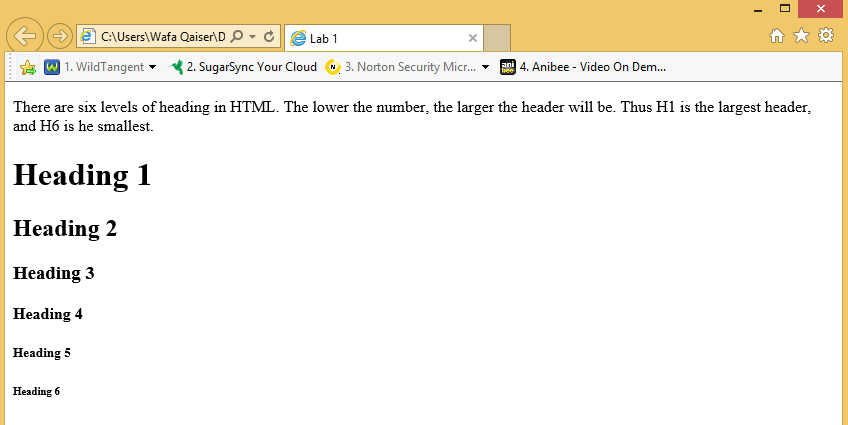 C:\Users\Wafa Qaiser\D
Lab 1
1. WildTangent
2. SugarSync Your Cloud
3. Norton Security Micr...
4. Anibee - Video On Dem...
There are six levels of heading in HTML. The lower the number, the larger the header will be. Thus H1 is the largest header,
and H6 is he smallest.
Heading 1
Heading 2
Heading 3
Heading 4
Heading 5
Heading 6